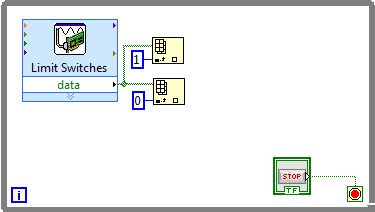 1
Limit Switches
data
0
STOP
TF
i